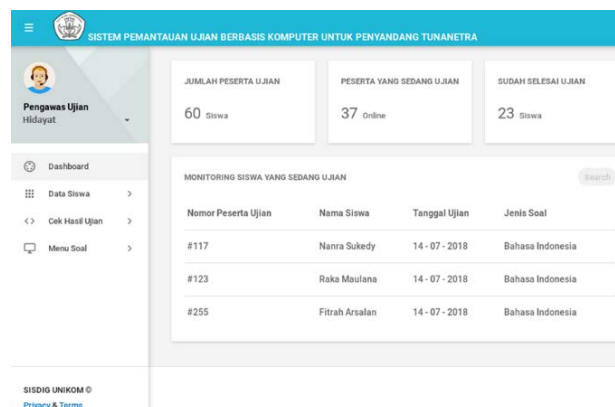 SISTEM PEMANTAUAN UJIAN BERBASIS KOMPUTER UNTUK PENYANDANG TUNANETRA
Pengawas Ujian
Hidayat
Dashboard
Data Siswa
Cek Hasil Ujian
Menu Soal
SISDIG UNIKOM ©
Privacy & Terms
JUMLAH PESERTA UJIAN
60 Siswa
PESERTA YANG SEDANG UJIAN
37 Online
SUDAH SELESAI UJIAN
23 Siswa
MONITORING SISWA YANG SEDANG UJIAN
Search
Nomor Peserta Ujian Nama Siswa Tanggal Ujian Jenis Soal
#117 Nanra Sukedy 14 - 07 - 2018 Bahasa Indonesia
#123 Raka Maulana 14 - 07 - 2018 Bahasa Indonesia
#255 Fitrah Arsalan 14 - 07 - 2018 Bahasa Indonesia